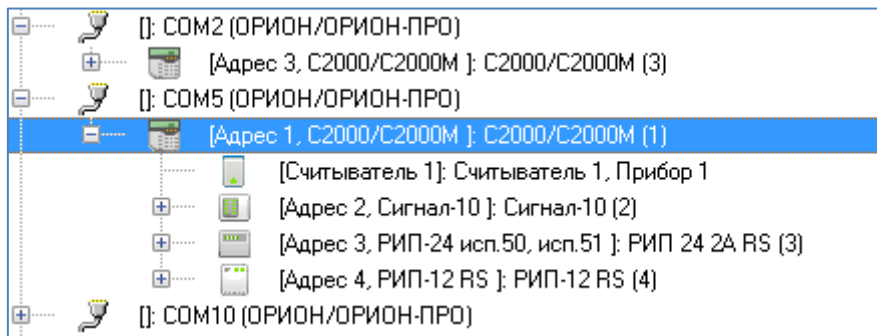 []: COM2 (ОРИОН/ОРИОН-ПРО)
[Адрес 3, С2000/С2000М ]: С2000/С2000М (3)
[]: COM5 (ОРИОН/ОРИОН-ПРО)
[Адрес 1, С2000/С2000М ]: С2000/С2000М (1)
[Считыватель 1]: Считыватель 1, Прибор 1
[Адрес 2, Сигнал-10 ]: Сигнал-10 (2)
[Адрес 3, РИП-24 исп.50, исп.51 ]: РИП 24 2А RS (3)
[Адрес 4, РИП-12 RS ]: РИП-12 RS (4)
[]: COM10 (ОРИОН/ОРИОН-ПРО)